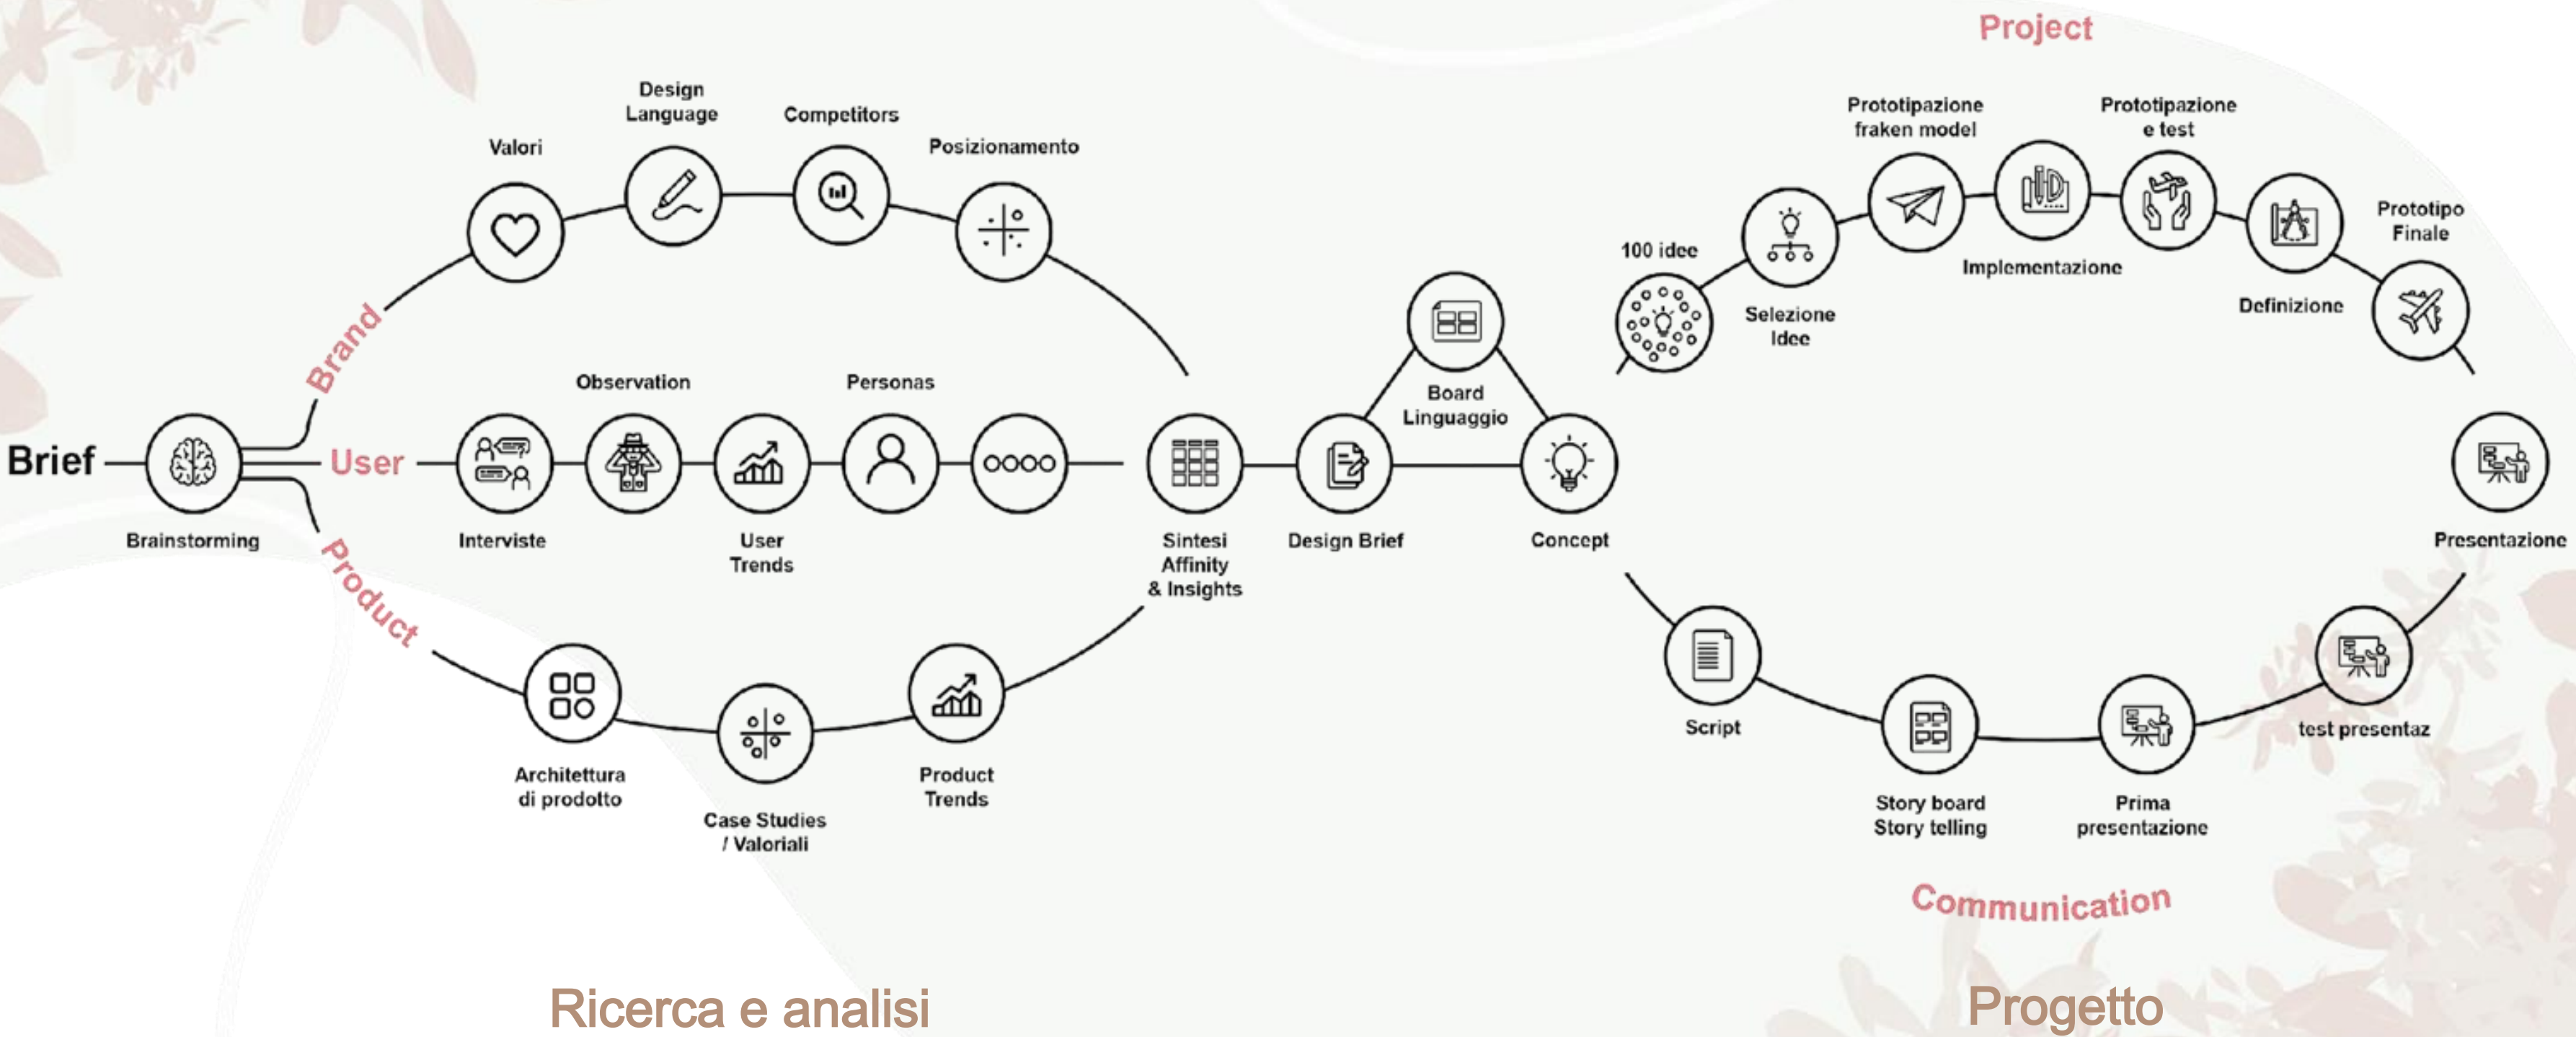 Project
Design
Language
Competitors
Valori
Posizionamento
Prototipazione
fraken model
Prototipazione
e test
Prototipo
Finale
100 idee
Implementazione
Selezione
Idee
Definizione
Brand
Observation
Personas
Board
Linguaggio
Brief
User
Brainstorming
Interviste
User
Trends
Sintesi
Affinity
& Insights
Design Brief
Concept
Presentazione
Product
Architettura
di prodotto
Case Studies
/ Valoriali
Product
Trends
Script
Story board
Story telling
Prima
presentazione
test presentaz
Communication
Ricerca e analisi
Progetto